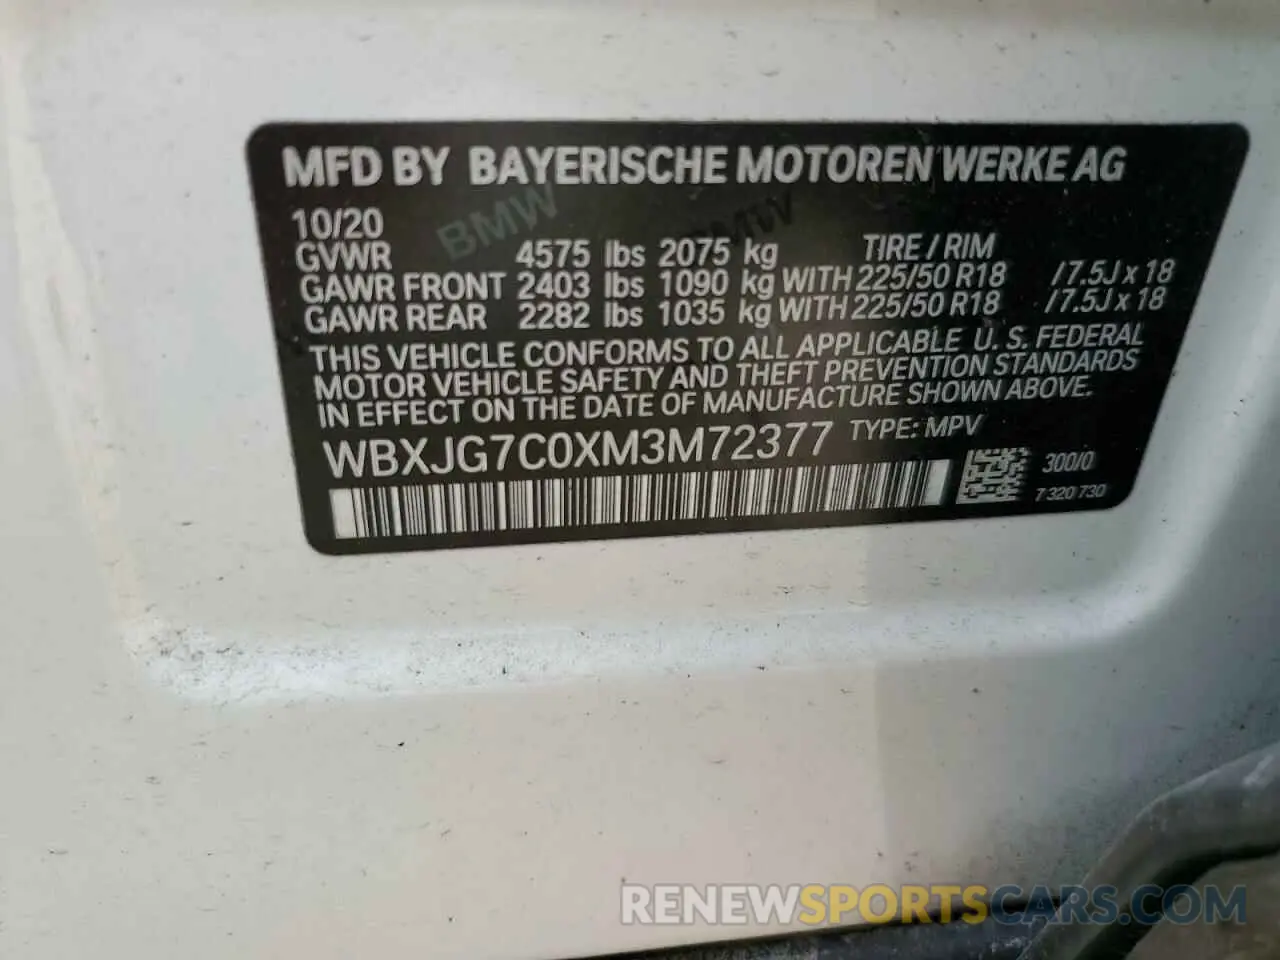 MFD BY BAYERISCHE MOTOREN WERKE AG
10/20
BMW BMW
GVWR 4575 lbs 2075 kg TIRE / RIM
GAWR FRONT 2403 lbs 1090 kg WITH 225/50 R18 /7.5J x 18
GAWR REAR 2282 lbs 1035 kg WITH 225/50 R18 /7.5J x 18
THIS VEHICLE CONFORMS TO ALL APPLICABLE U. S. FEDERAL
MOTOR VEHICLE SAFETY AND THEFT PREVENTION STANDARDS
IN EFFECT ON THE DATE OF MANUFACTURE SHOWN ABOVE.
WBXJG7C0XM3M72377 TYPE: MPV
300/0
7 320 730
RENEWSPORTSCARS.COM